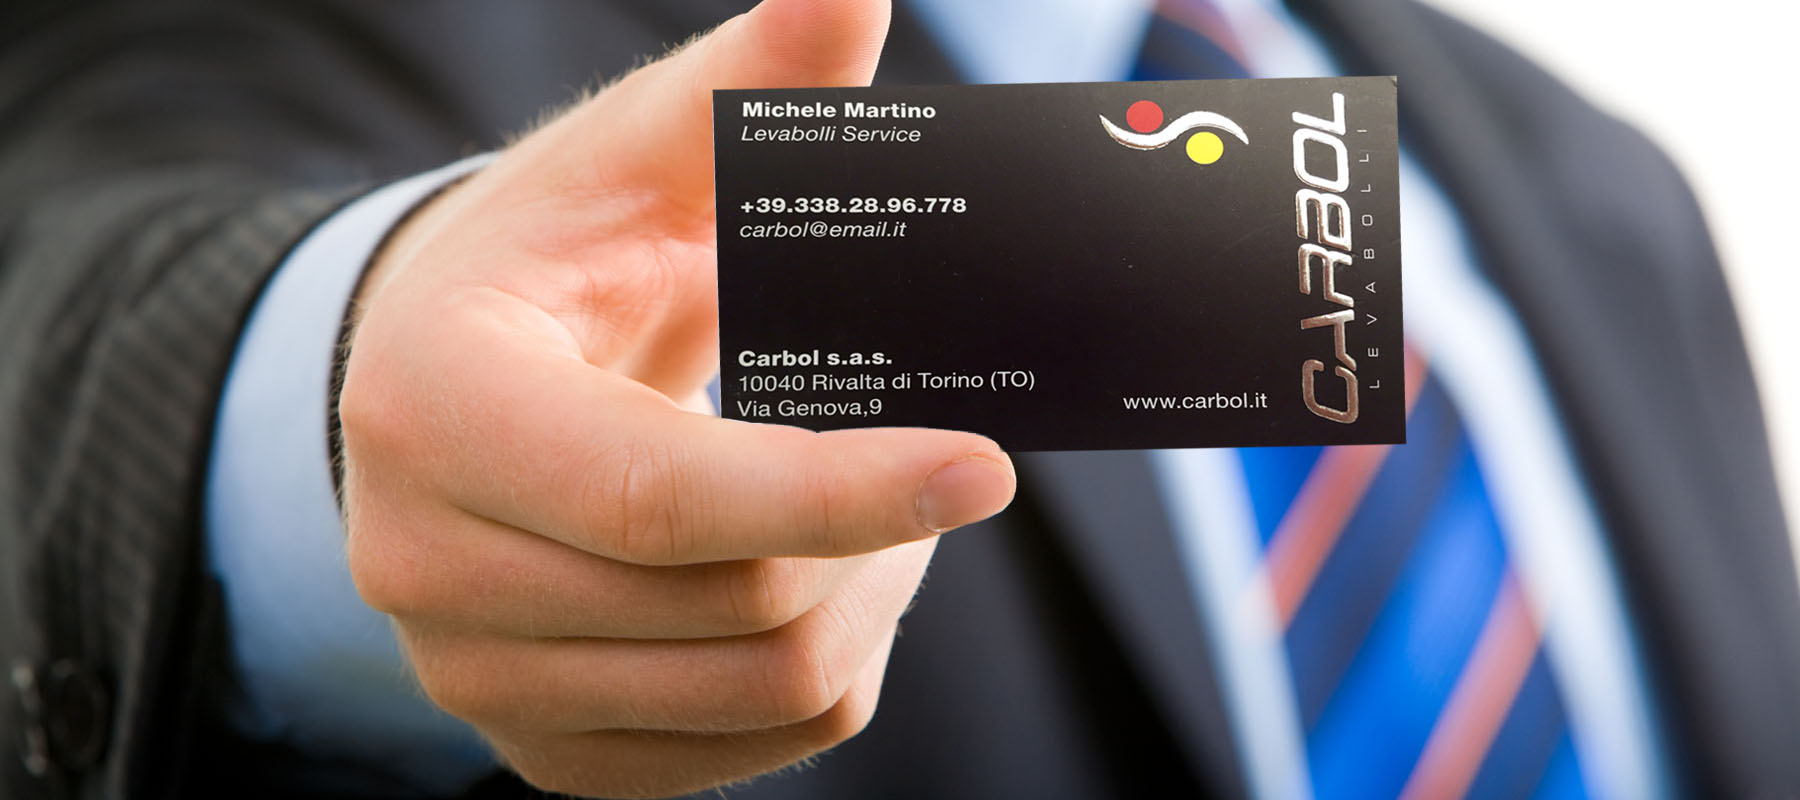 Michele Martino
Levabolli Service
+39.338.28.96.778
carbol@email.it
Carbol s.a.s.
10040 Rivalta di Torino (TO)
Via Genova,9
www.carbol.it
CARBOL
LEVABOLLI